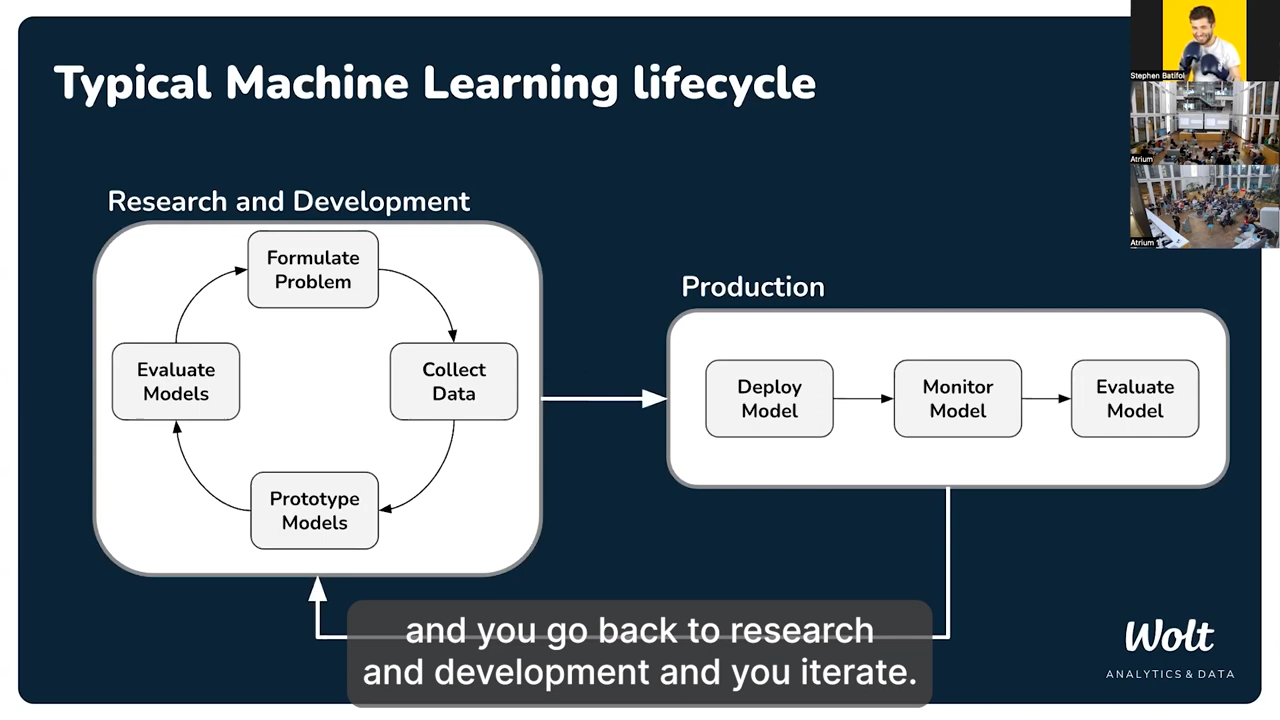 Typical Machine Learning lifecycle
Stephen Batifol
Atrium
Atrium 1
Research and Development
Formulate
Problem
Collect
Data
Prototype
Models
Evaluate
Models
Production
Deploy
Model
Monitor
Model
Evaluate
Model
and you go back to research
and development and you iterate.
Wolt
ANALYTICS & DATA